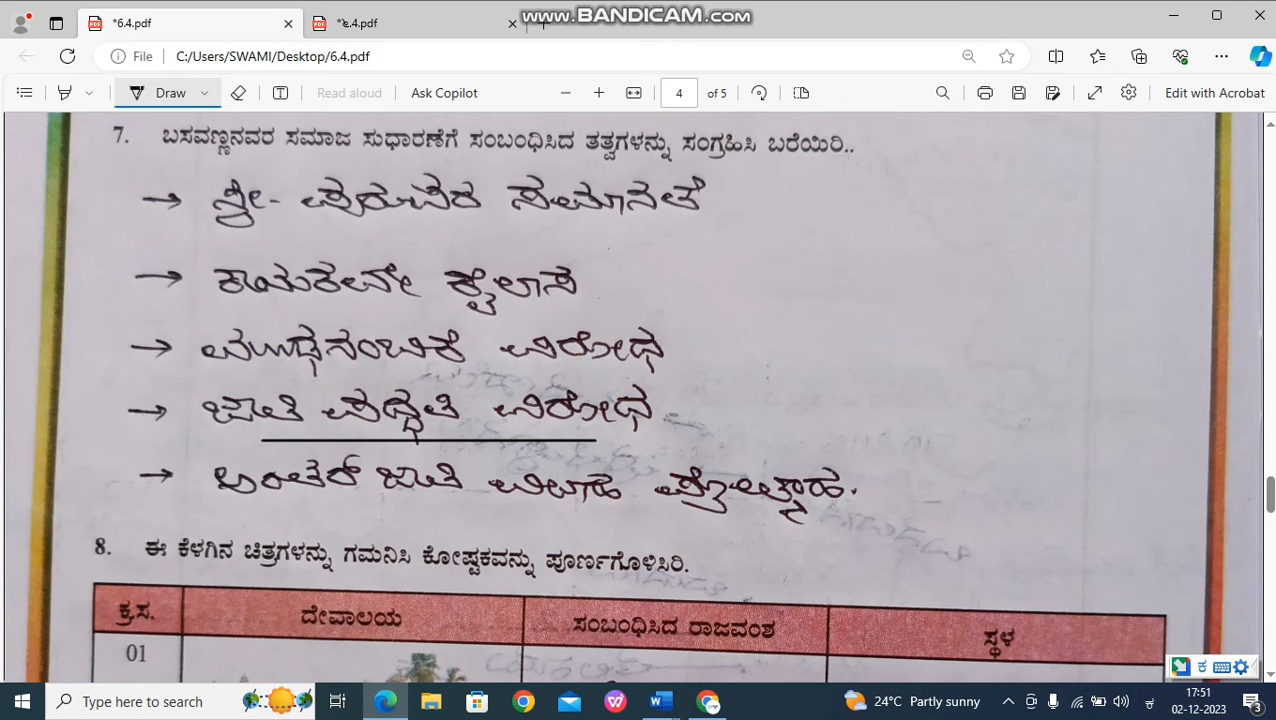 www.BANDICAM.com
*6.4.pdf
*e.4.pdf
File C:/Users/SWAMI/Desktop/6.4.pdf
Draw Read aloud Ask Copilot 4 of 5 Edit with Acrobat
7. ಬಸವಣ್ಣನವರ ಸಮಾಜ ಸುಧಾರಣೆಗೆ ಸಂಬಂಧಿಸಿದ ತತ್ವಗಳನ್ನು ಸಂಗ್ರಹಿಸಿ ಬರೆಯಿರಿ..
→ ಸ್ತ್ರೀ- ಪುರುಷರ ಸಮಾನತೆ
→ ಕಾಯಕವೇ ಕೈಲಾಸ
→ ಮೂಢನಂಬಿಕೆ ವಿರೋಧ
→ ಜಾತಿ ಪದ್ಧತಿ ವಿರೋಧ
→ ಅಂತರ್ ಜಾತಿ ವಿವಾಹ ಪ್ರೋತ್ಸಾಹ.
8. ಈ ಕೆಳಗಿನ ಚಿತ್ರಗಳನ್ನು ಗಮನಿಸಿ ಕೋಷ್ಟಕವನ್ನು ಪೂರ್ಣಗೊಳಿಸಿರಿ.
ಕ್ರ.ಸ. ದೇವಾಲಯ ಸಂಬಂಧಿಸಿದ ರಾಜವಂಶ ಸ್ಥಳ
01
Type here to search
24°C Partly sunny
17:51
02-12-2023